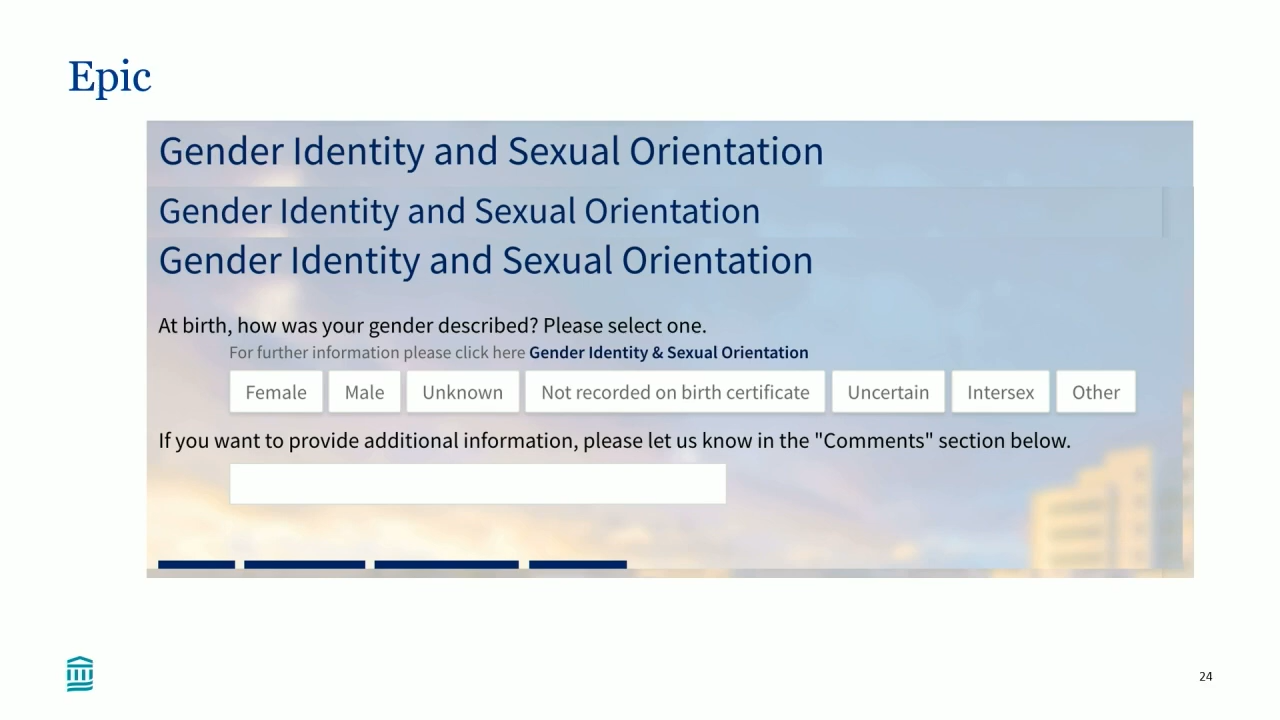 Epic
Gender Identity and Sexual Orientation
Gender Identity and Sexual Orientation
Gender Identity and Sexual Orientation
At birth, how was your gender described? Please select one.
For further information please click here Gender Identity & Sexual Orientation
Female Male Unknown Not recorded on birth certificate Uncertain Intersex Other
If you want to provide additional information, please let us know in the "Comments" section below.
24